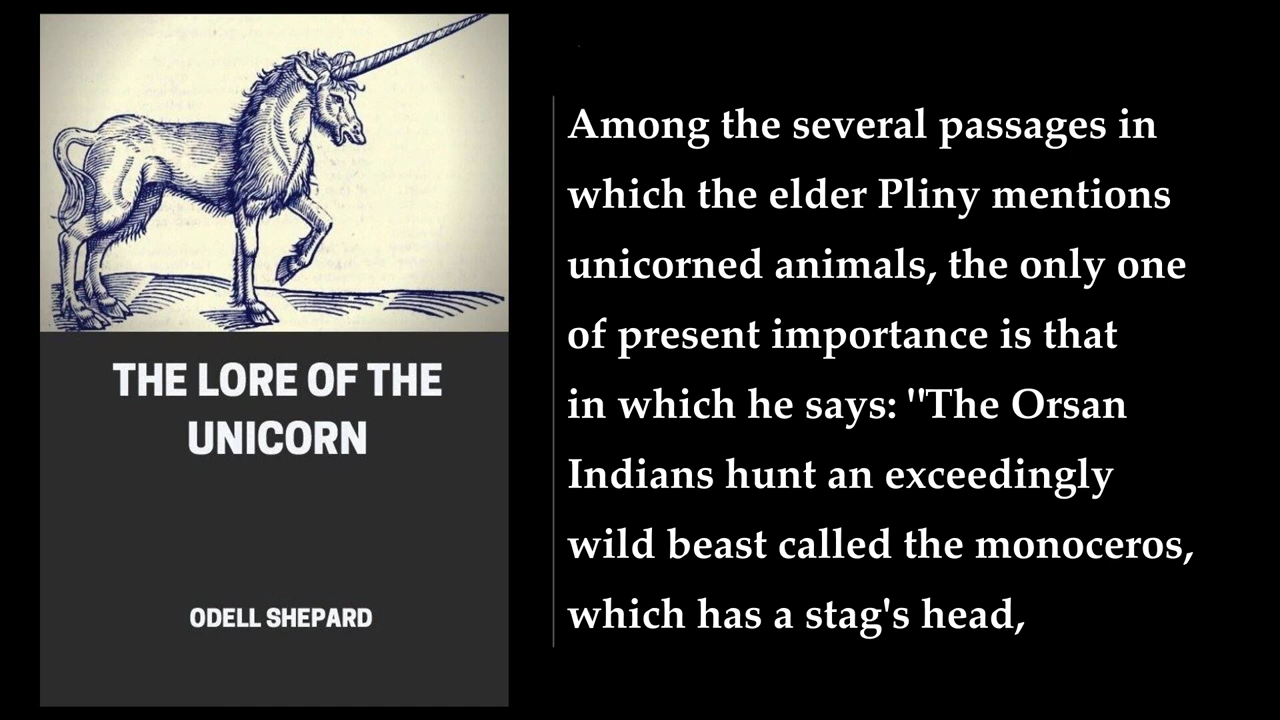 THE LORE OF THE
UNICORN
ODELL SHEPARD
Among the several passages in
which the elder Pliny mentions
unicorned animals, the only one
of present importance is that
in which he says: "The Orsan
Indians hunt an exceedingly
wild beast called the monoceros,
which has a stag's head,